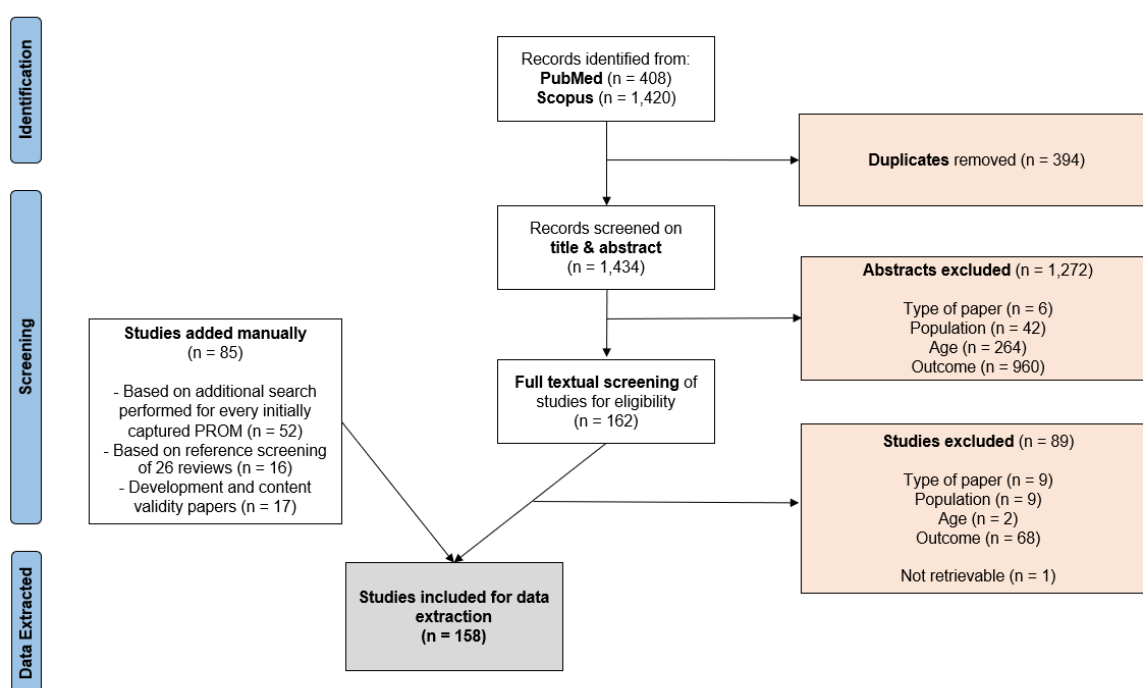 Identification
Records identified from:
PubMed (n = 408)
Scopus (n = 1,420)
Duplicates removed (n = 394)
Screening
Records screened on
title & abstract
(n = 1,434)
Abstracts excluded (n = 1,272)
Type of paper (n = 6)
Population (n = 42)
Age (n = 264)
Outcome (n = 960)
Studies added manually
(n = 85)
- Based on additional search
performed for every initially
captured PROM (n = 52)
- Based on reference screening
of 26 reviews (n = 16)
- Development and content
validity papers (n = 17)
Full textual screening of
studies for eligibility
(n = 162)
Studies excluded (n = 89)
Type of paper (n = 9)
Population (n = 9)
Age (n = 2)
Outcome (n = 68)
Not retrievable (n = 1)
Data Extracted
Studies included for data
extraction
(n = 158)